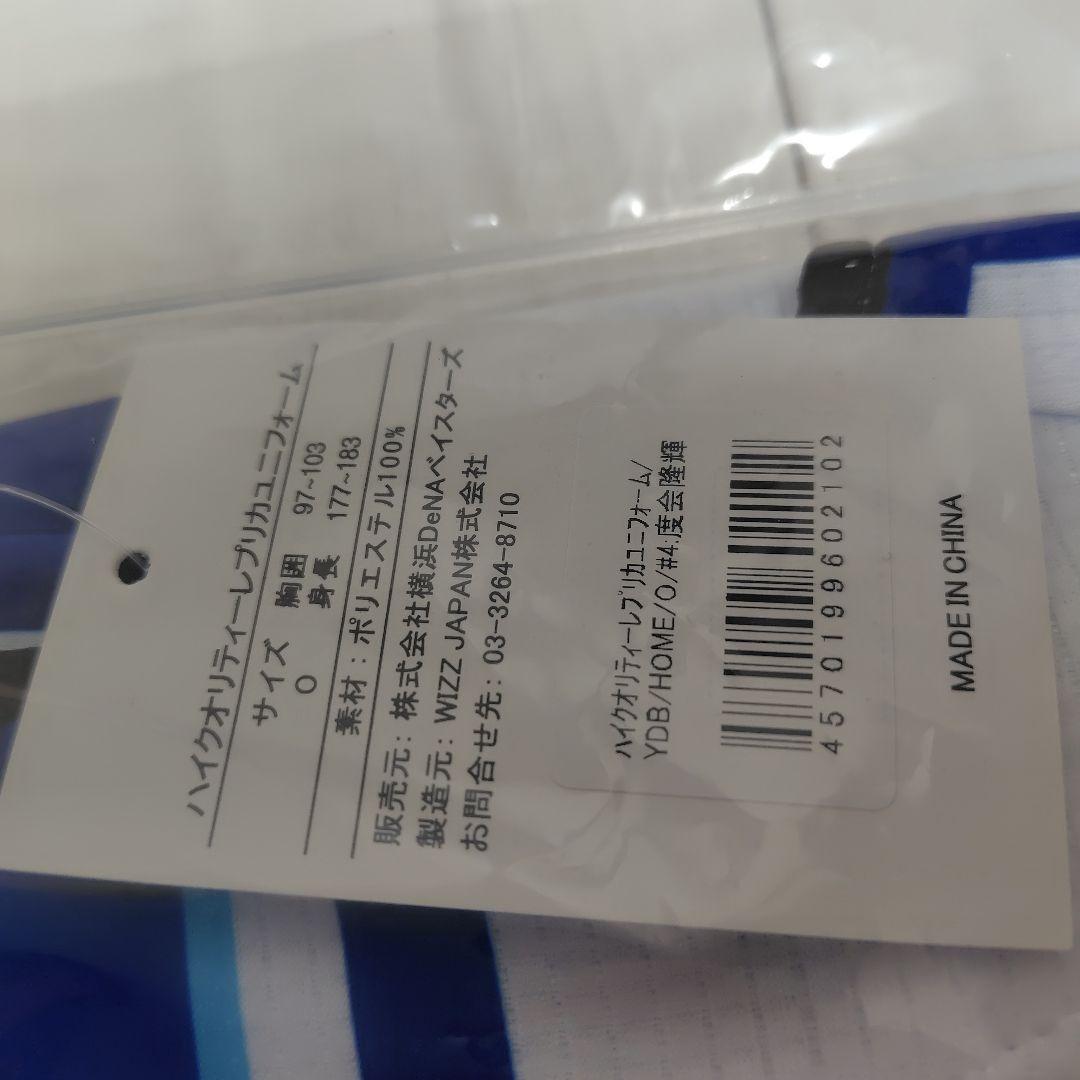 ハイクオリティーレプリカユニフォーム
サイズ 胸囲 97~103
O 身長 177~183
素材：ポリエステル100%
販売元：株式会社横浜DeNAベイスターズ
製造元：WIZZ JAPAN株式会社
お問合せ先：03-3264-8710
ﾊｲｸｵﾘﾃｨｰﾚﾌﾟﾘｶﾕﾆﾌｫｰﾑ/
YDB/HOME/O/#4:度会隆輝
4570199602102
MADE IN CHINA